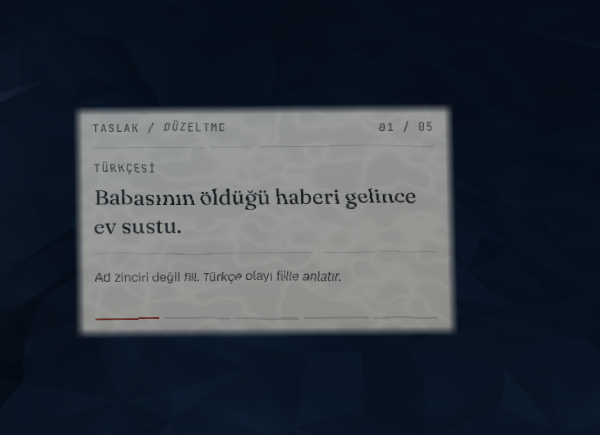 TASLAK / DÜZELTME
01 / 05
TÜRKÇESİ
Babasının öldüğü haberi gelince
ev sustu.
Ad zinciri değil fiil. Türkçe olayı fiille anlatır.